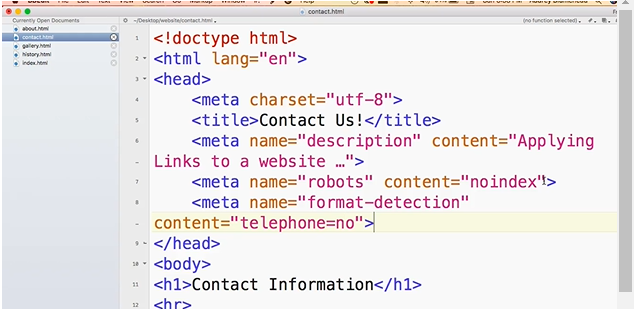 contact.html
Currently Open Documents
~/Desktop/website/contact.html
(no function selected)
about.html
contact.html
gallery.html
history.html
index.html
1 <!doctype html>
2 <html lang="en">
3 <head>
4 <meta charset="utf-8">
5 <title>Contact Us!</title>
6 <meta name="description" content="Applying
Links to a website …">
7 <meta name="robots" content="noindex">
8 <meta name="format-detection"
content="telephone=no">
9 </head>
10 <body>
11 <h1>Contact Information</h1>
12 <hr>